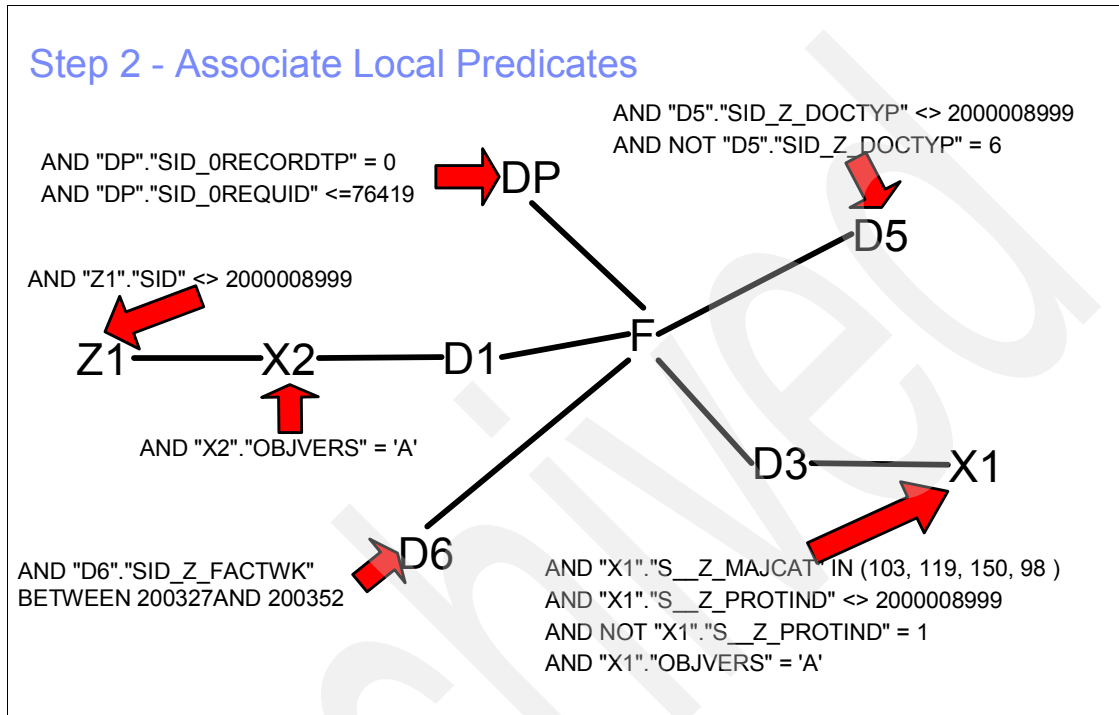 Step 2 - Associate Local Predicates
AND "D5"."SID_Z_DOCTYP" <> 2000008999
AND NOT "D5"."SID_Z_DOCTYP" = 6
AND "DP"."SID_0RECORDTP" = 0
AND "DP"."SID_0REQUID" <=76419
DP
D5
AND "Z1"."SID" <> 2000008999
F
Z1
X2
D1
AND "X2"."OBJVERS" = 'A'
D3
X1
D6
AND "D6"."SID_Z_FACTWK"
BETWEEN 200327AND 200352
AND "X1"."S__Z_MAJCAT" IN (103, 119, 150, 98 )
AND "X1"."S__Z_PROTIND" <> 2000008999
AND NOT "X1"."S__Z_PROTIND" = 1
AND "X1"."OBJVERS" = 'A'